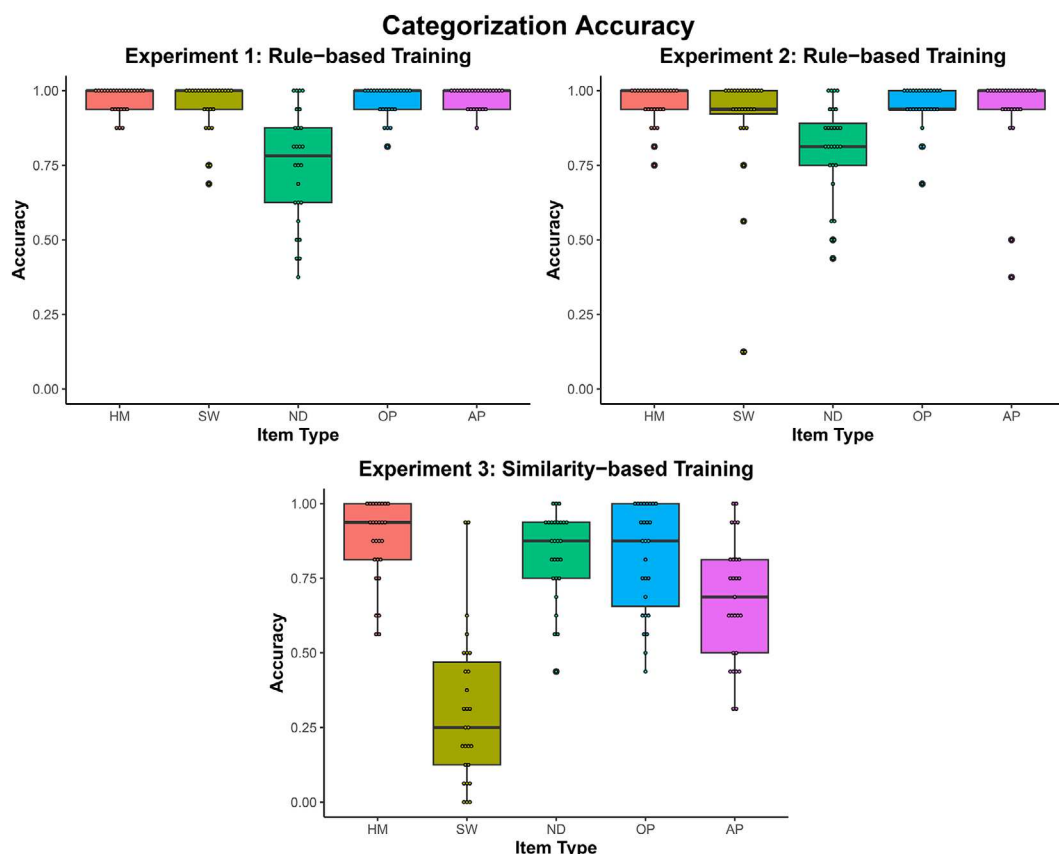 Categorization Accuracy
Experiment 1: Rule−based Training
1.00
0.75
0.50
0.25
0.00
Accuracy
HM SW ND OP AP
Item Type
Experiment 2: Rule−based Training
1.00
0.75
0.50
0.25
0.00
Accuracy
HM SW ND OP AP
Item Type
Experiment 3: Similarity−based Training
1.00
0.75
0.50
0.25
0.00
Accuracy
HM SW ND OP AP
Item Type